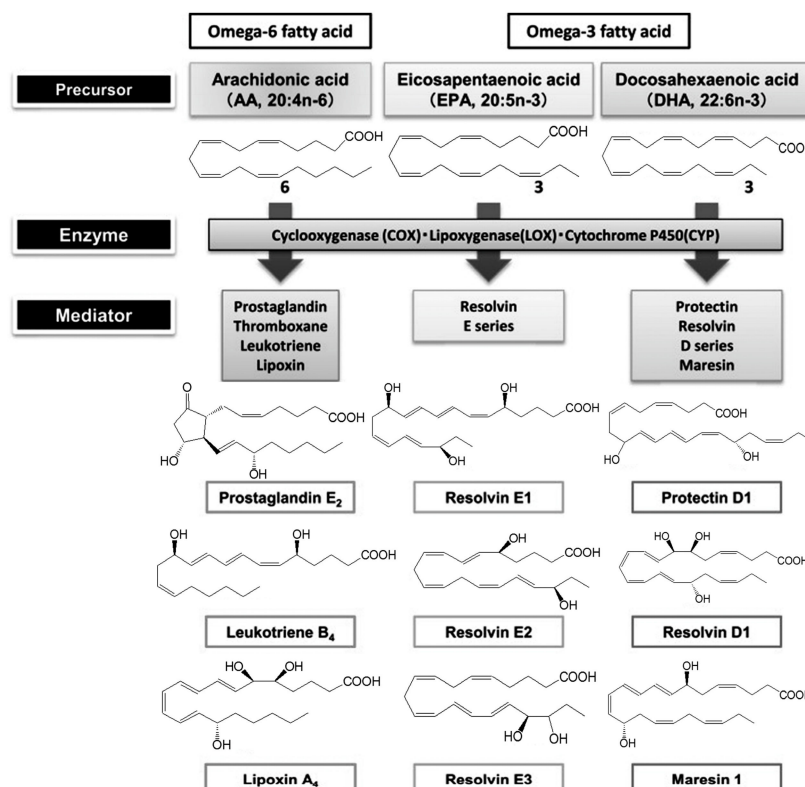 Omega-6 fatty acid
Omega-3 fatty acid
Precursor
Arachidonic acid
(AA, 20:4n-6)
Eicosapentaenoic acid
(EPA, 20:5n-3)
Docosahexaenoic acid
(DHA, 22:6n-3)
COOH
6
COOH
3
COOH
3
Enzyme
Cyclooxygenase (COX)・Lipoxygenase(LOX)・Cytochrome P450(CYP)
Mediator
Prostaglandin
Thromboxane
Leukotriene
Lipoxin
Resolvin
E series
Protectin
Resolvin
D series
Maresin
O
COOH
HO
OH
Prostaglandin E₂
OH
OH
COOH
OH
Resolvin E1
COOH
HO
OH
Protectin D1
OH
OH
COOH
Leukotriene B₄
OH
COOH
OH
Resolvin E2
HO
OH
COOH
OH
Resolvin D1
HO
OH
COOH
OH
Lipoxin A₄
COOH
HO
OH
Resolvin E3
OH
COOH
OH
Maresin 1